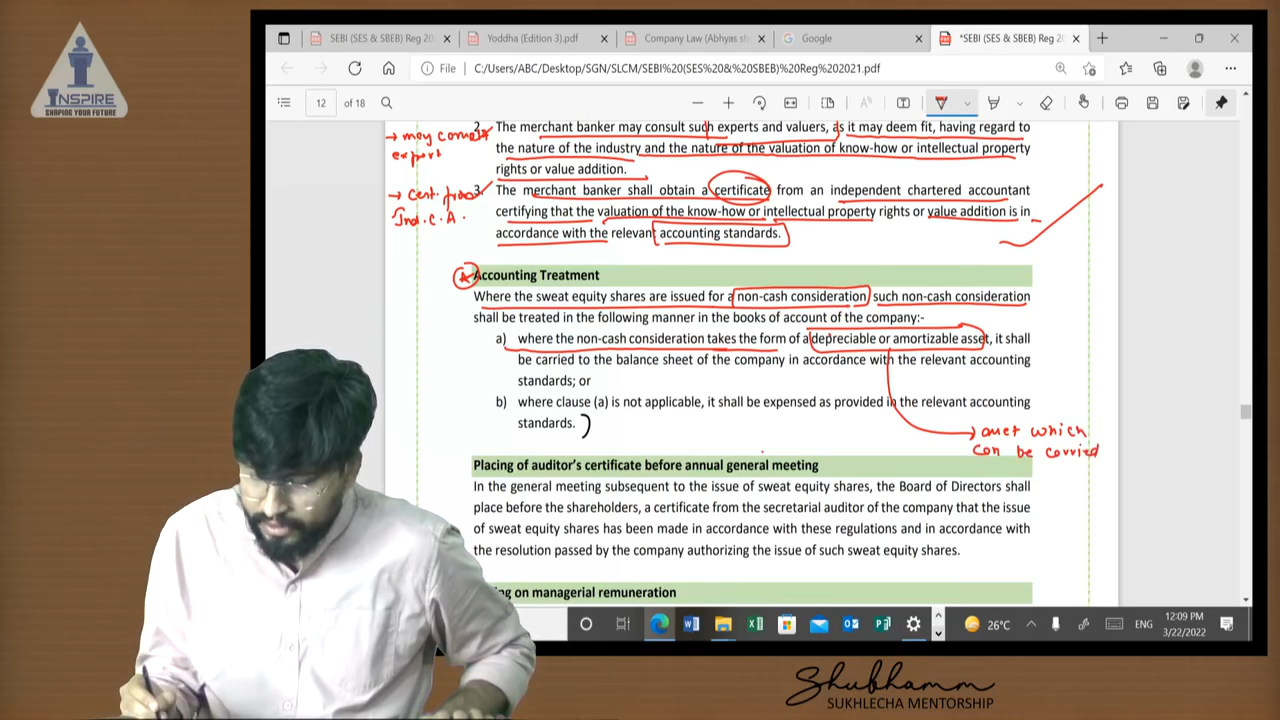 INSPIRE
SHAPING YOUR FUTURE
SEBI (SES & SBEB) Reg 20
Yoddha (Edition 3).pdf
Company Law (Abhyas sh
Google
*SEBI (SES & SBEB) Reg 20
File
C:/Users/ABC/Desktop/SGN/SLCM/SEBI%20(SES%20&%20SBEB)%20Reg%202021.pdf
12 of 18
2. The merchant banker may consult such experts and valuers, as it may deem fit, having regard to
the nature of the industry and the nature of the valuation of know-how or intellectual property
rights or value addition.
→ may consult
expert
3. The merchant banker shall obtain a certificate from an independent chartered accountant
certifying that the valuation of the know-how or intellectual property rights or value addition is in
accordance with the relevant accounting standards.
→ Cert. from
Ind. C. A.
Accounting Treatment
Where the sweat equity shares are issued for a non-cash consideration such non-cash consideration
shall be treated in the following manner in the books of account of the company:-
a) where the non-cash consideration takes the form of a depreciable or amortizable asset, it shall
be carried to the balance sheet of the company in accordance with the relevant accounting
standards; or
b) where clause (a) is not applicable, it shall be expensed as provided in the relevant accounting
standards.
→ asset which
can be carried
Placing of auditor's certificate before annual general meeting
In the general meeting subsequent to the issue of sweat equity shares, the Board of Directors shall
place before the shareholders, a certificate from the secretarial auditor of the company that the issue
of sweat equity shares has been made in accordance with these regulations and in accordance with
the resolution passed by the company authorizing the issue of such sweat equity shares.
on managerial remuneration
26°C
ENG
12:09 PM
3/22/2022
Shubhamm
SUKHLECHA MENTORSHIP